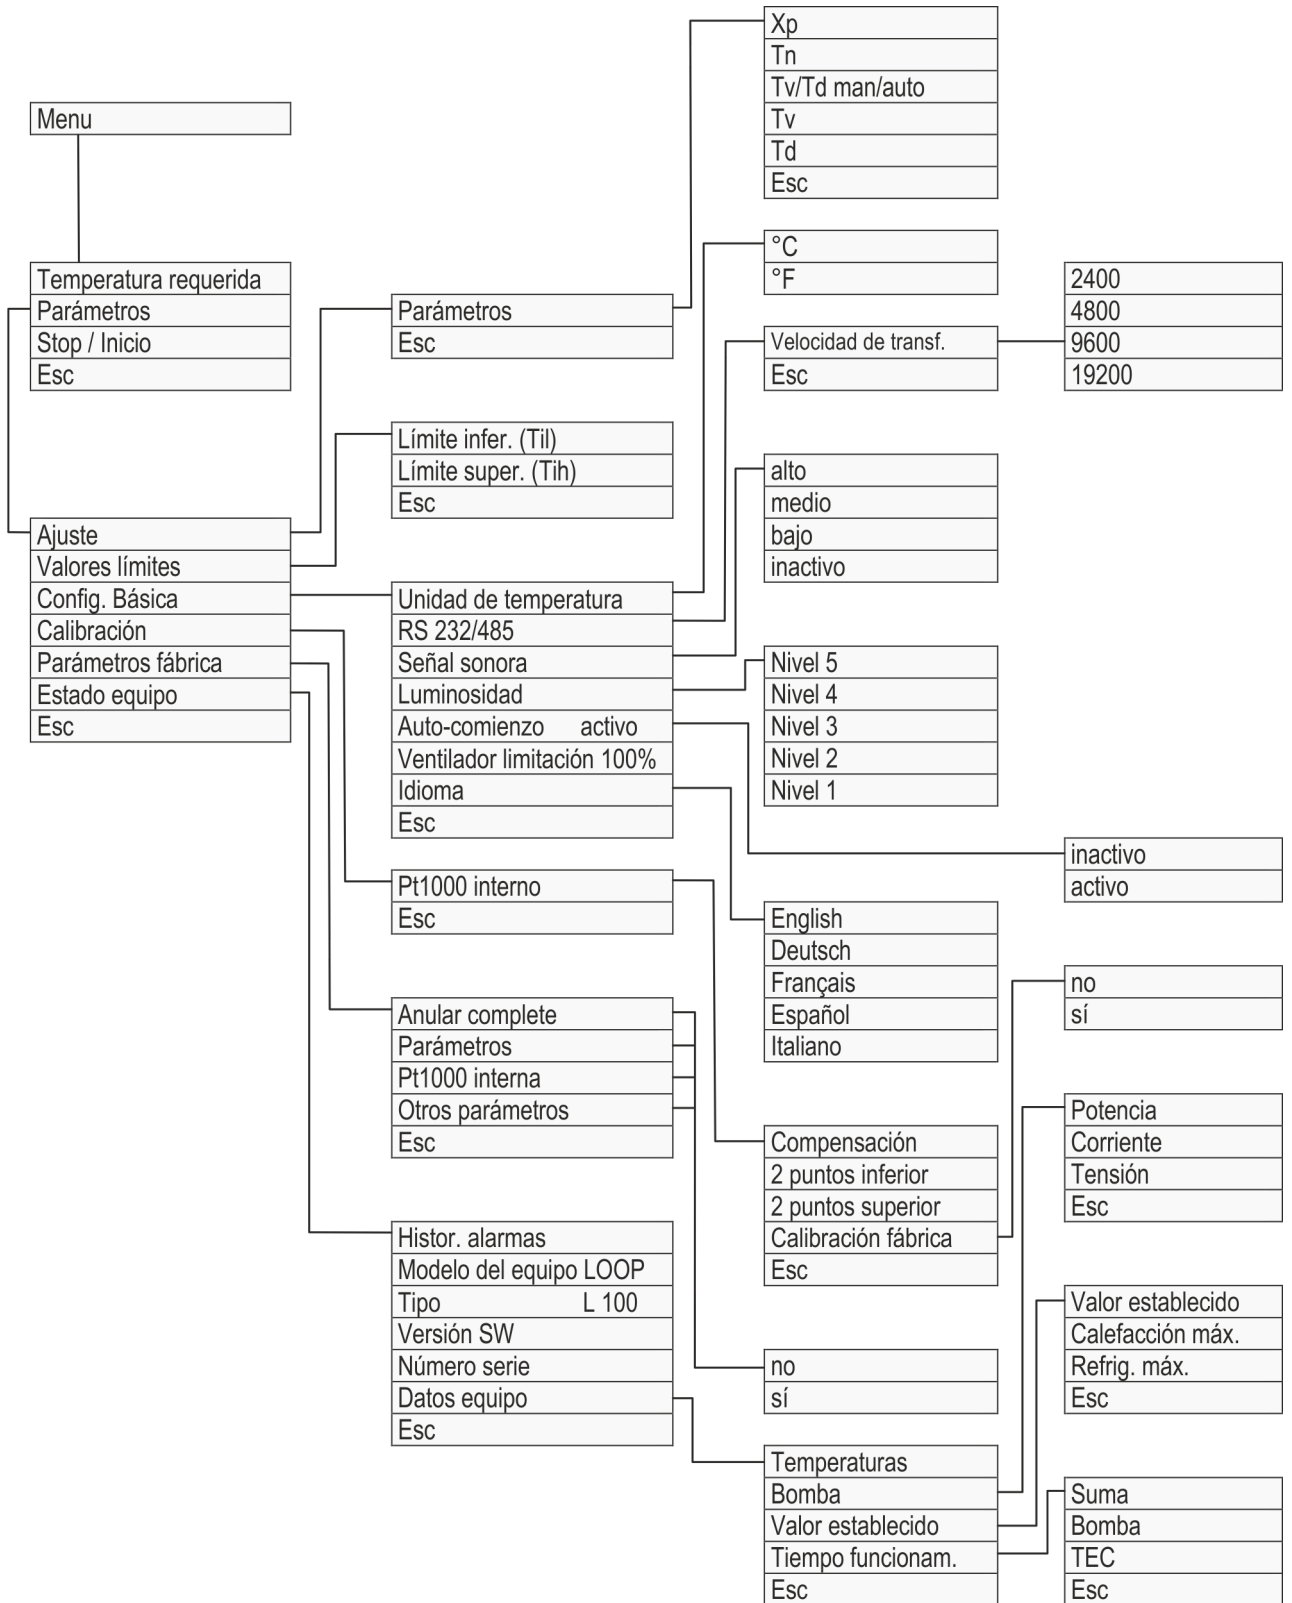 Menu
Temperatura requerida
Parámetros
Stop / Inicio
Esc
Ajuste
Valores límites
Config. Básica
Calibración
Parámetros fábrica
Estado equipo
Esc
Parámetros
Esc
Límite infer. (Til)
Límite super. (Tih)
Esc
Unidad de temperatura
RS 232/485
Señal sonora
Luminosidad
Auto-comienzo activo
Ventilador limitación 100%
Idioma
Esc
Pt1000 interno
Esc
Anular complete
Parámetros
Pt1000 interna
Otros parámetros
Esc
Histor. alarmas
Modelo del equipo LOOP
Tipo L 100
Versión SW
Número serie
Datos equipo
Esc
Xp
Tn
Tv/Td man/auto
Tv
Td
Esc
°C
°F
Velocidad de transf.
Esc
alto
medio
bajo
inactivo
Nivel 5
Nivel 4
Nivel 3
Nivel 2
Nivel 1
English
Deutsch
Français
Español
Italiano
Compensación
2 puntos inferior
2 puntos superior
Calibración fábrica
Esc
no
sí
Temperaturas
Bomba
Valor establecido
Tiempo funcionam.
Esc
2400
4800
9600
19200
inactivo
activo
no
sí
Potencia
Corriente
Tensión
Esc
Valor establecido
Calefacción máx.
Refrig. máx.
Esc
Suma
Bomba
TEC
Esc